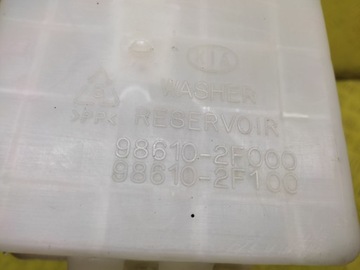 KIA
WASHER
>PP<
RESERVOIR
98610-2F000
98610-2F100